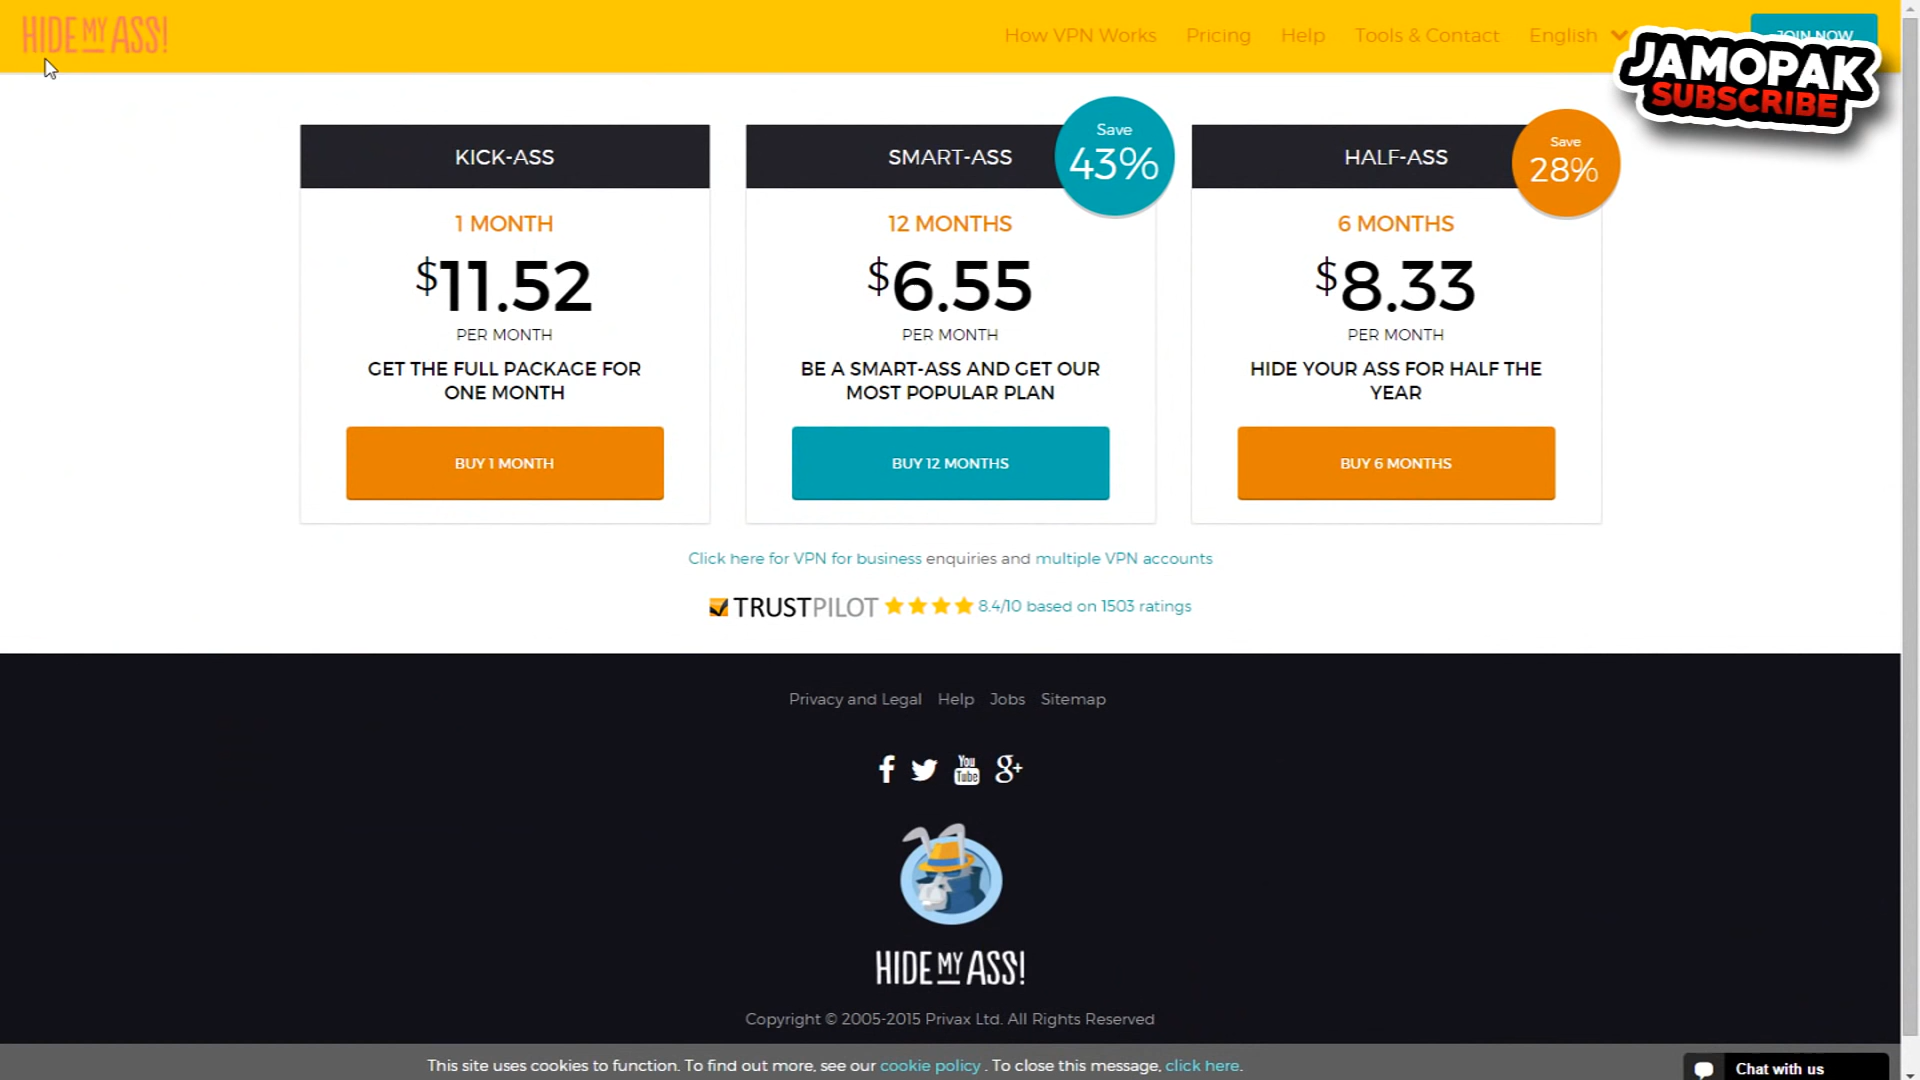 HIDE MY ASS!
How VPN Works
Pricing
Help
Tools & Contact
English
JOIN NOW
JAMOPAK
SUBSCRIBE
KICK-ASS
1 MONTH
$11.52
PER MONTH
GET THE FULL PACKAGE FOR
ONE MONTH
BUY 1 MONTH
SMART-ASS
Save
43%
12 MONTHS
$6.55
PER MONTH
BE A SMART-ASS AND GET OUR
MOST POPULAR PLAN
BUY 12 MONTHS
HALF-ASS
Save
28%
6 MONTHS
$8.33
PER MONTH
HIDE YOUR ASS FOR HALF THE
YEAR
BUY 6 MONTHS
Click here for VPN for business enquiries and multiple VPN accounts
TRUSTPILOT 8.4/10 based on 1503 ratings
Privacy and Legal Help Jobs Sitemap
You
Tube
g+
HIDE MY ASS!
Copyright © 2005-2015 Privax Ltd. All Rights Reserved
This site uses cookies to function. To find out more, see our cookie policy . To close this message, click here.
Chat with us